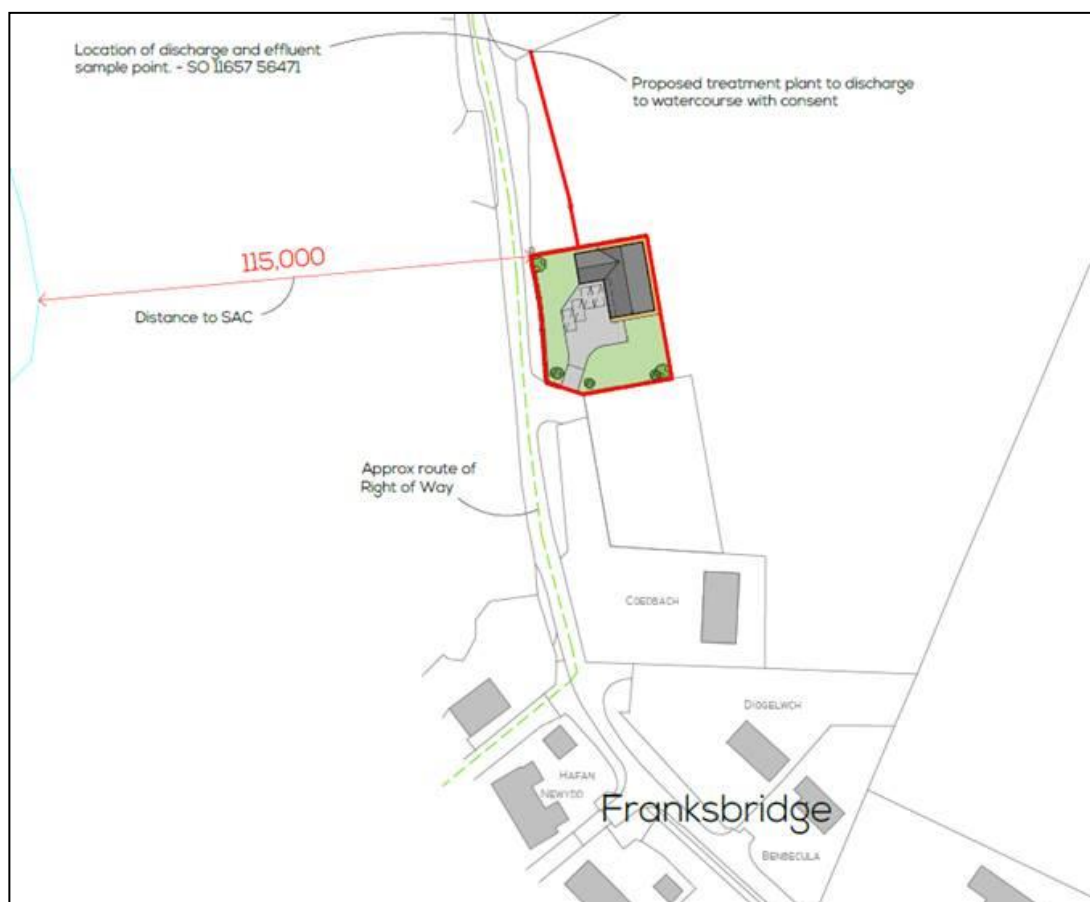 Location of discharge and effluent
sample point. - SO 11657 56471
Proposed treatment plant to discharge
to watercourse with consent
115,000
Distance to SAC
Approx route of
Right of Way
COEDBACH
DIOGELWCH
HAFAN
NEWYDD
Franksbridge
BENBECULA